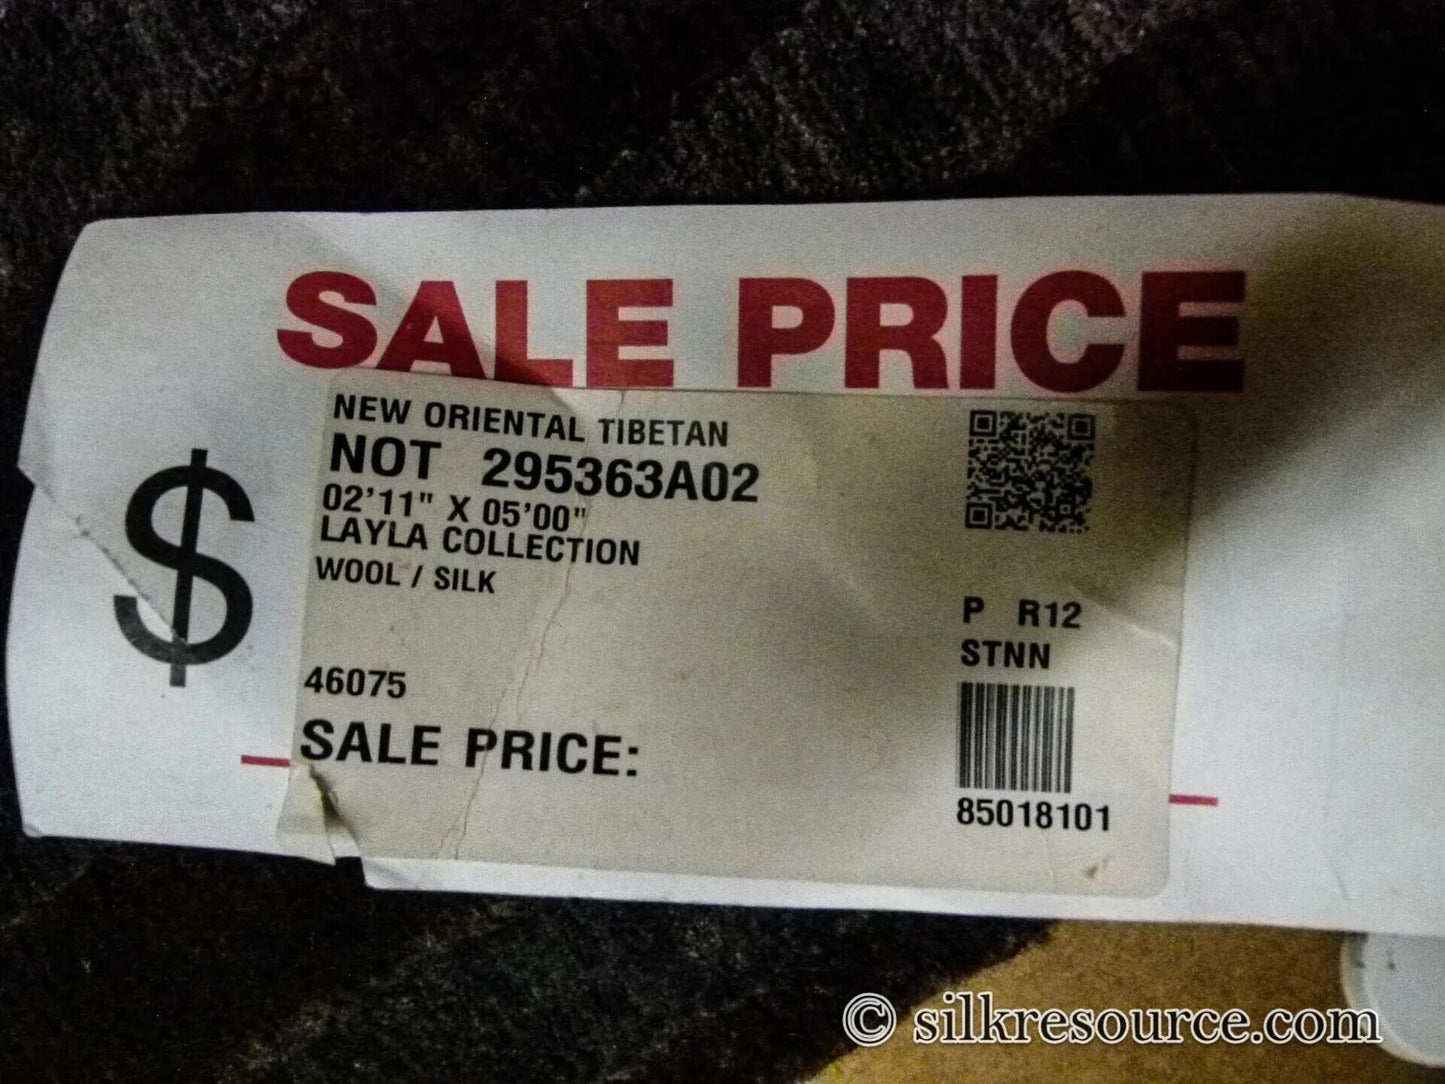 SALE PRICE
$
NEW ORIENTAL TIBETAN
NOT 295363A02
02'11" X 05'00"
LAYLA COLLECTION
WOOL / SILK
P R12
STNN
46075
SALE PRICE:
85018101
© silkresource.com